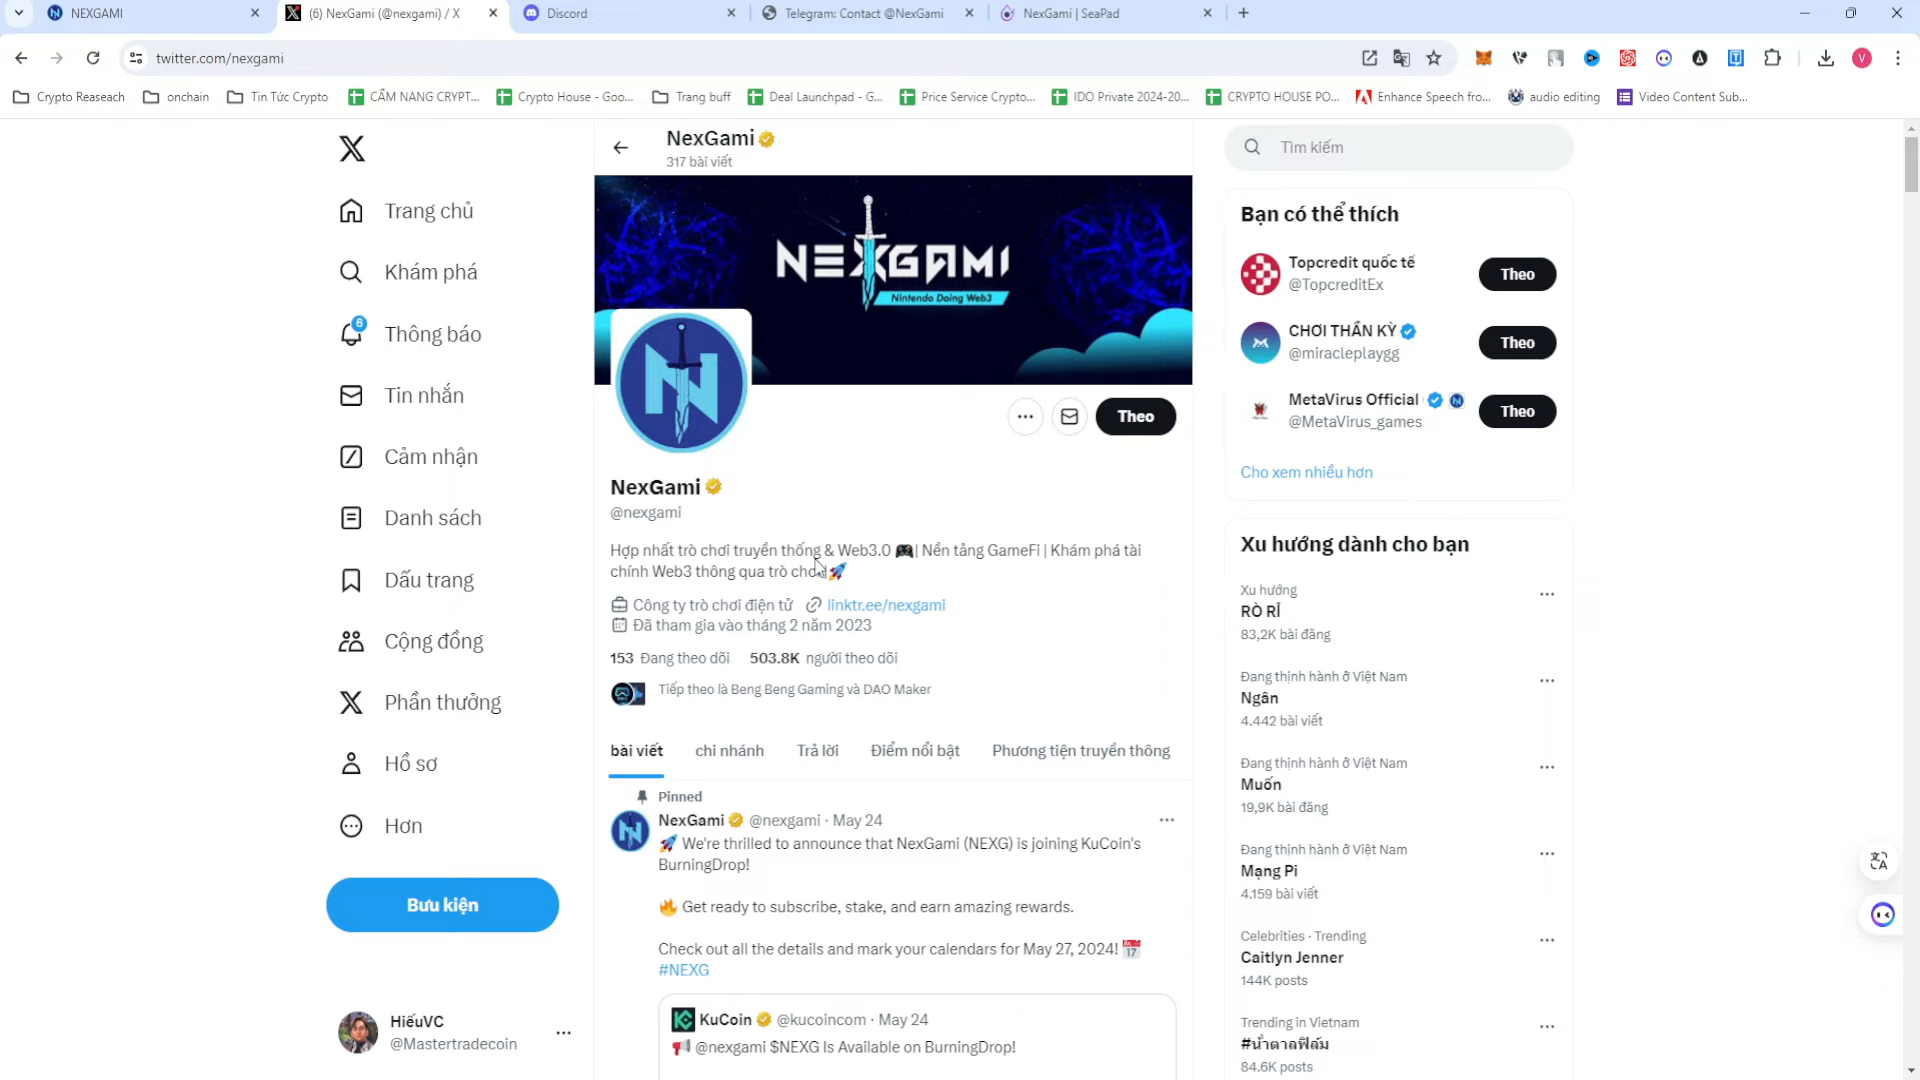 NEXGAMI
(6) NexGami (@nexgami) / X
Discord
Telegram: Contact @NexGami
NexGami | SeaPad
twitter.com/nexgami
V
Crypto Reaseach
onchain
Tin Tức Crypto
CẨM NANG CRYPT...
Crypto House - Goo...
Trang buff
Deal Launchpad - G...
Price Service Crypto...
IDO Private 2024-20...
CRYPTO HOUSE PO...
Enhance Speech fro...
audio editing
Video Content Sub...
Trang chủ
Khám phá
6
Thông báo
Tin nhắn
Cảm nhận
Danh sách
Dấu trang
Cộng đồng
Phần thưởng
Hồ sơ
Hơn
Bưu kiện
HiếuVC
@Mastertradecoin
NexGami
317 bài viết
NEXGAMI
Nintendo Doing Web3
Theo
NexGami
@nexgami
Hợp nhất trò chơi truyền thống & Web3.0 🎮| Nền tảng GameFi | Khám phá tài
chính Web3 thông qua trò chơi 🚀
Công ty trò chơi điện tử linktr.ee/nexgami
Đã tham gia vào tháng 2 năm 2023
153 Đang theo dõi 503.8K người theo dõi
Tiếp theo là Beng Beng Gaming và DAO Maker
bài viết
chi nhánh
Trả lời
Điểm nổi bật
Phương tiện truyền thông
Pinned
NexGami @nexgami · May 24
🚀 We're thrilled to announce that NexGami (NEXG) is joining KuCoin's
BurningDrop!
🔥 Get ready to subscribe, stake, and earn amazing rewards.
Check out all the details and mark your calendars for May 27, 2024! 📅
#NEXG
KuCoin @kucoincom · May 24
📢 @nexgami $NEXG Is Available on BurningDrop!
Tìm kiếm
Bạn có thể thích
Topcredit quốc tế
@TopcreditEx
Theo
CHƠI THẦN KỲ
@miracleplaygg
Theo
MetaVirus Official
@MetaVirus_games
Theo
Cho xem nhiều hơn
Xu hướng dành cho bạn
Xu hướng
RÒ RỈ
83,2K bài đăng
Đang thịnh hành ở Việt Nam
Ngân
4.442 bài viết
Đang thịnh hành ở Việt Nam
Muốn
19,9K bài đăng
Đang thịnh hành ở Việt Nam
Mạng Pi
4.159 bài viết
Celebrities · Trending
Caitlyn Jenner
144K posts
Trending in Vietnam
#น้ำตาลฟิล์ม
84.6K posts